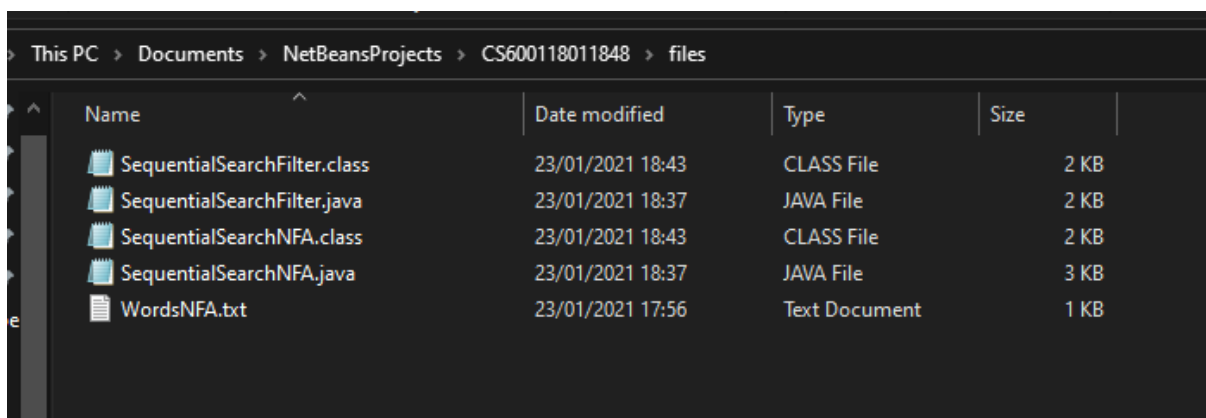 > This PC > Documents > NetBeansProjects > CS600118011848 > files
Name Date modified Type Size
SequentialSearchFilter.class 23/01/2021 18:43 CLASS File 2 KB
SequentialSearchFilter.java 23/01/2021 18:37 JAVA File 2 KB
SequentialSearchNFA.class 23/01/2021 18:43 CLASS File 2 KB
SequentialSearchNFA.java 23/01/2021 18:37 JAVA File 3 KB
WordsNFA.txt 23/01/2021 17:56 Text Document 1 KB